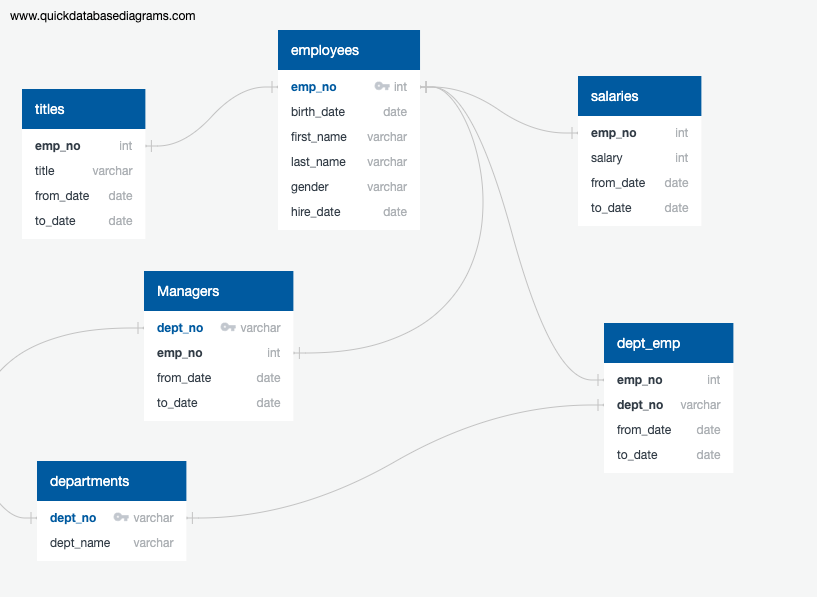 www.quickdatabasediagrams.com
employees
emp_no int
birth_date date
first_name varchar
last_name varchar
gender varchar
hire_date date
titles
emp_no int
title varchar
from_date date
to_date date
salaries
emp_no int
salary int
from_date date
to_date date
Managers
dept_no varchar
emp_no int
from_date date
to_date date
dept_emp
emp_no int
dept_no varchar
from_date date
to_date date
departments
dept_no varchar
dept_name varchar